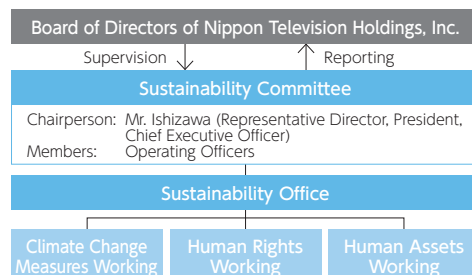 Board of Directors of Nippon Television Holdings, Inc.
Supervision
Reporting
Sustainability Committee
Chairperson: Mr. Ishizawa (Representative Director, President,
Chief Executive Officer)
Members: Operating Officers
Sustainability Office
Climate Change
Measures Working
Human Rights
Working
Human Assets
Working